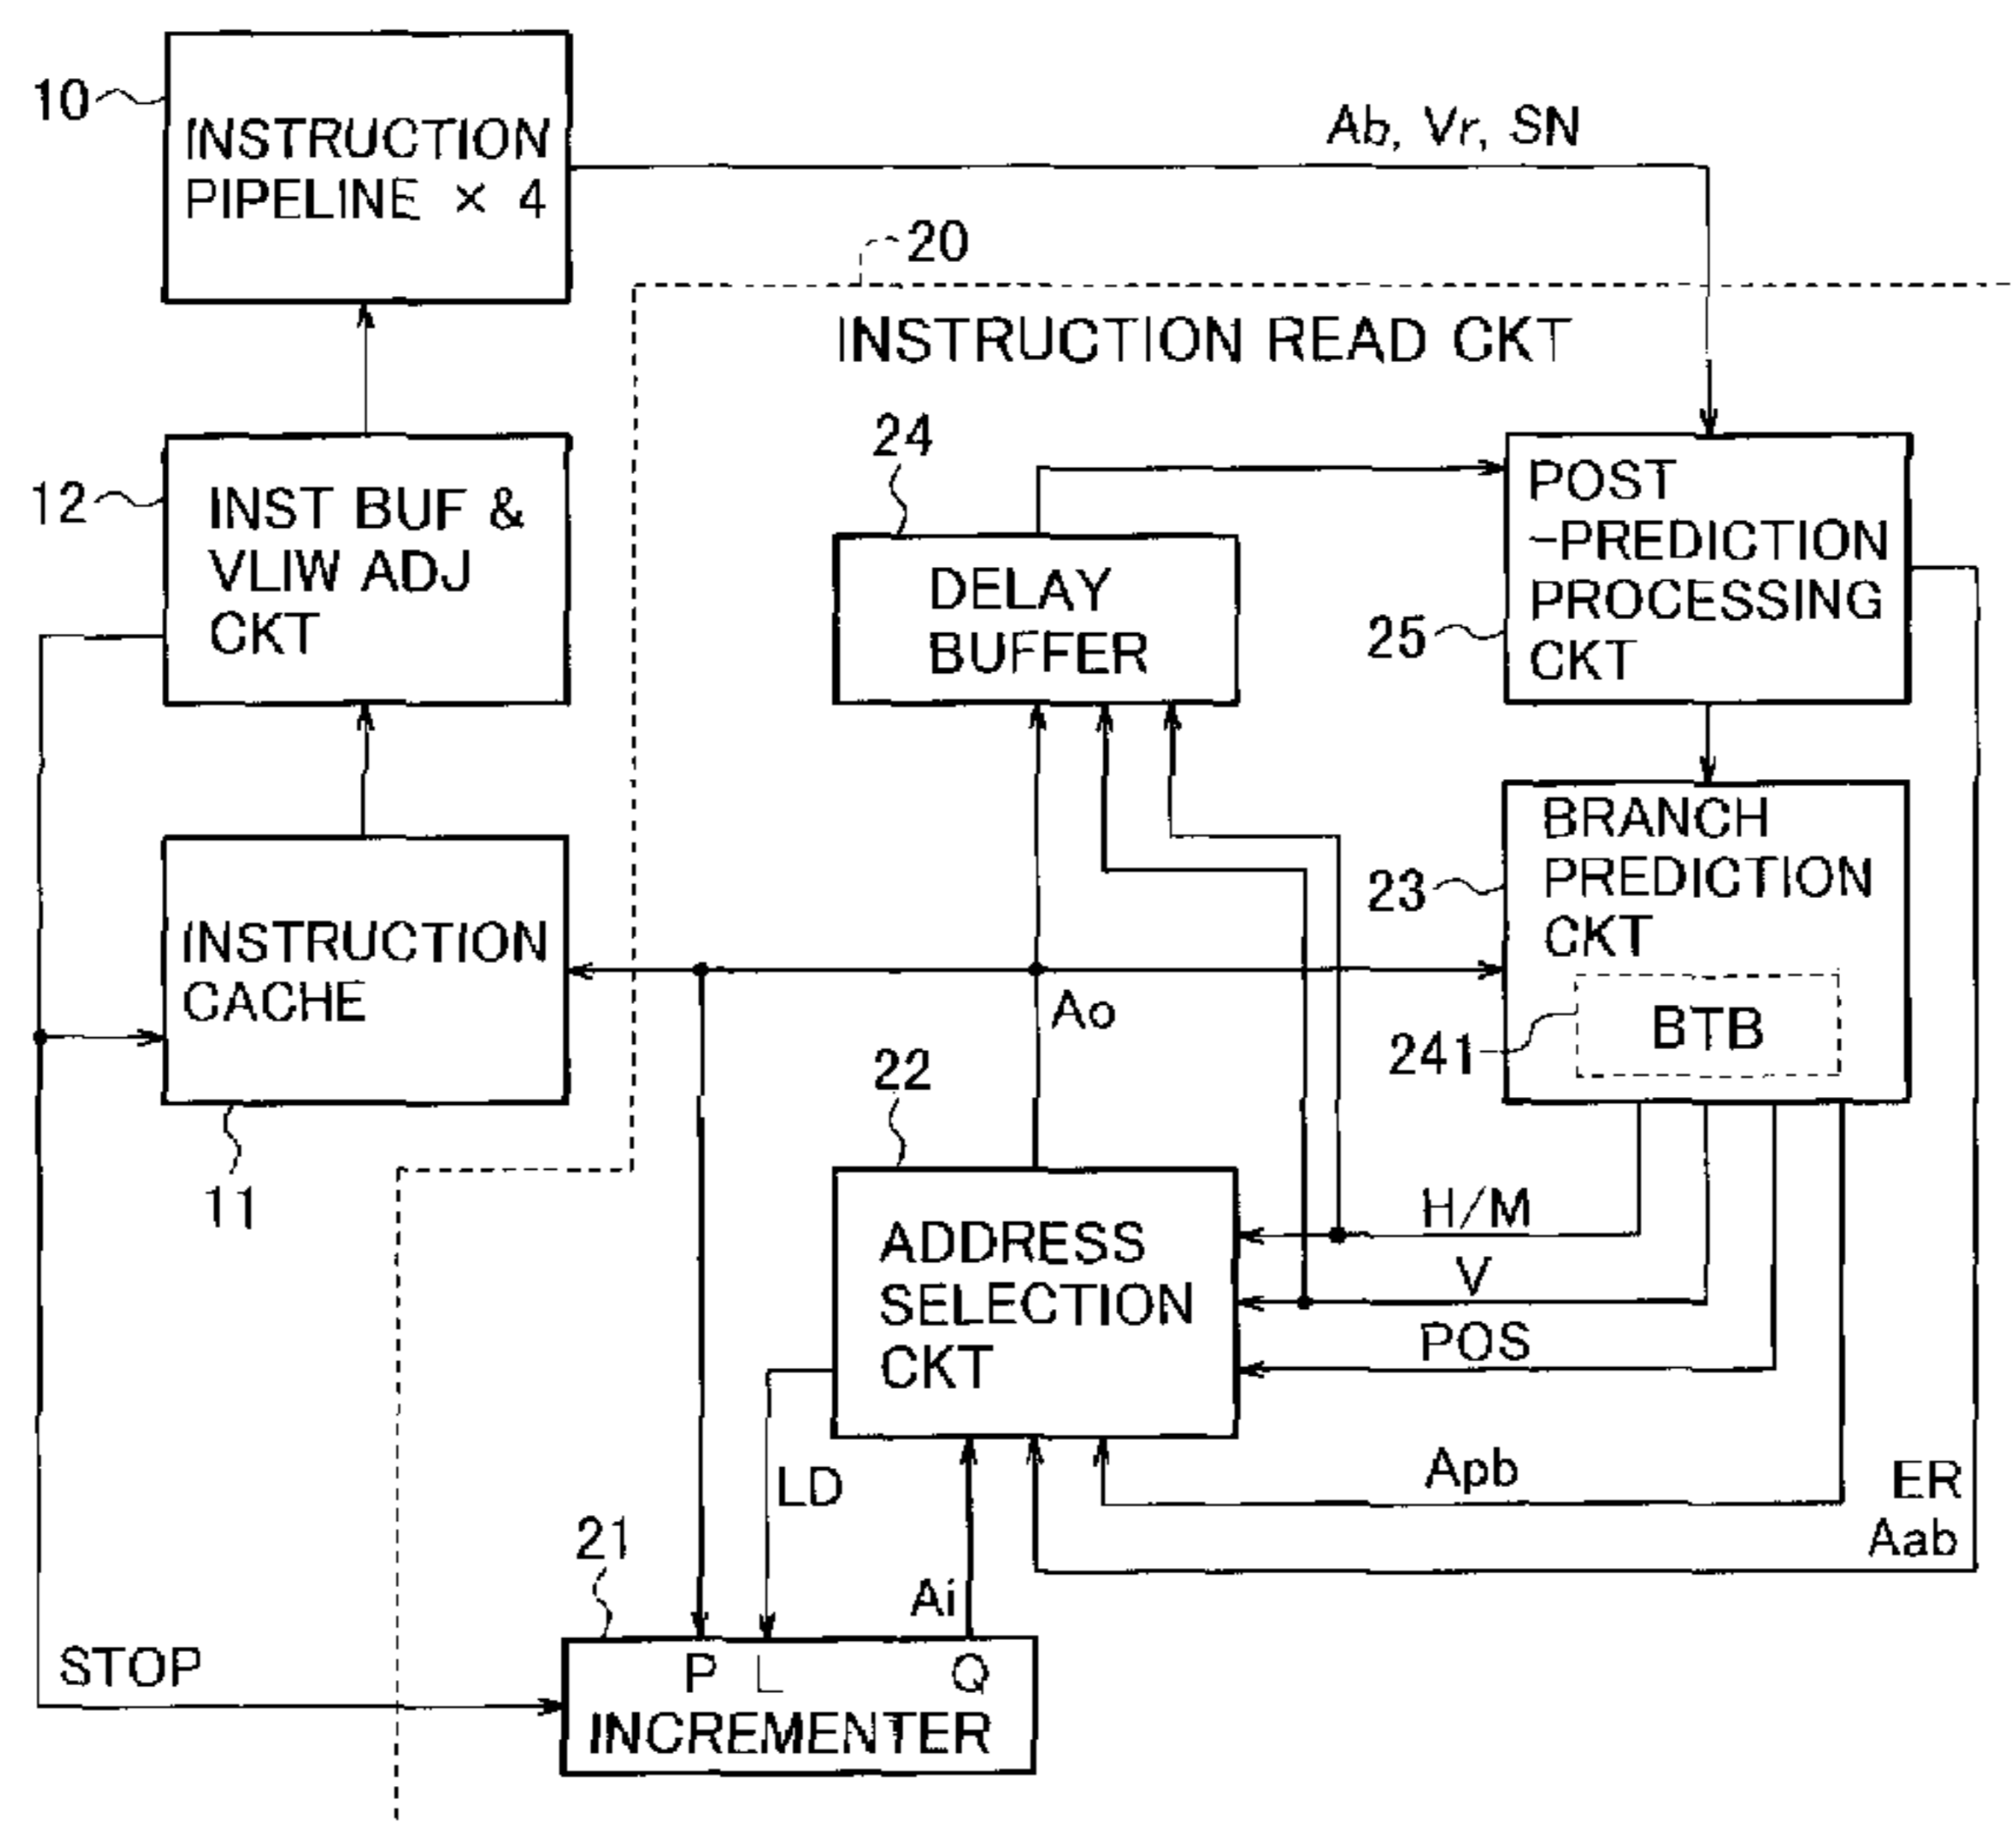 10
INSTRUCTION
PIPELINE × 4
Ab, Vr, SN
20
INSTRUCTION READ CKT
12
INST BUF &
VLIW ADJ
CKT
24
DELAY
BUFFER
POST
-PREDICTION
PROCESSING
CKT
25
INSTRUCTION
CACHE
11
Ao
BRANCH
PREDICTION
CKT
23
BTB
241
22
ADDRESS
SELECTION
CKT
H/M
V
POS
Apb
ER
Aab
LD
Ai
21
STOP
P L Q
INCREMENTER